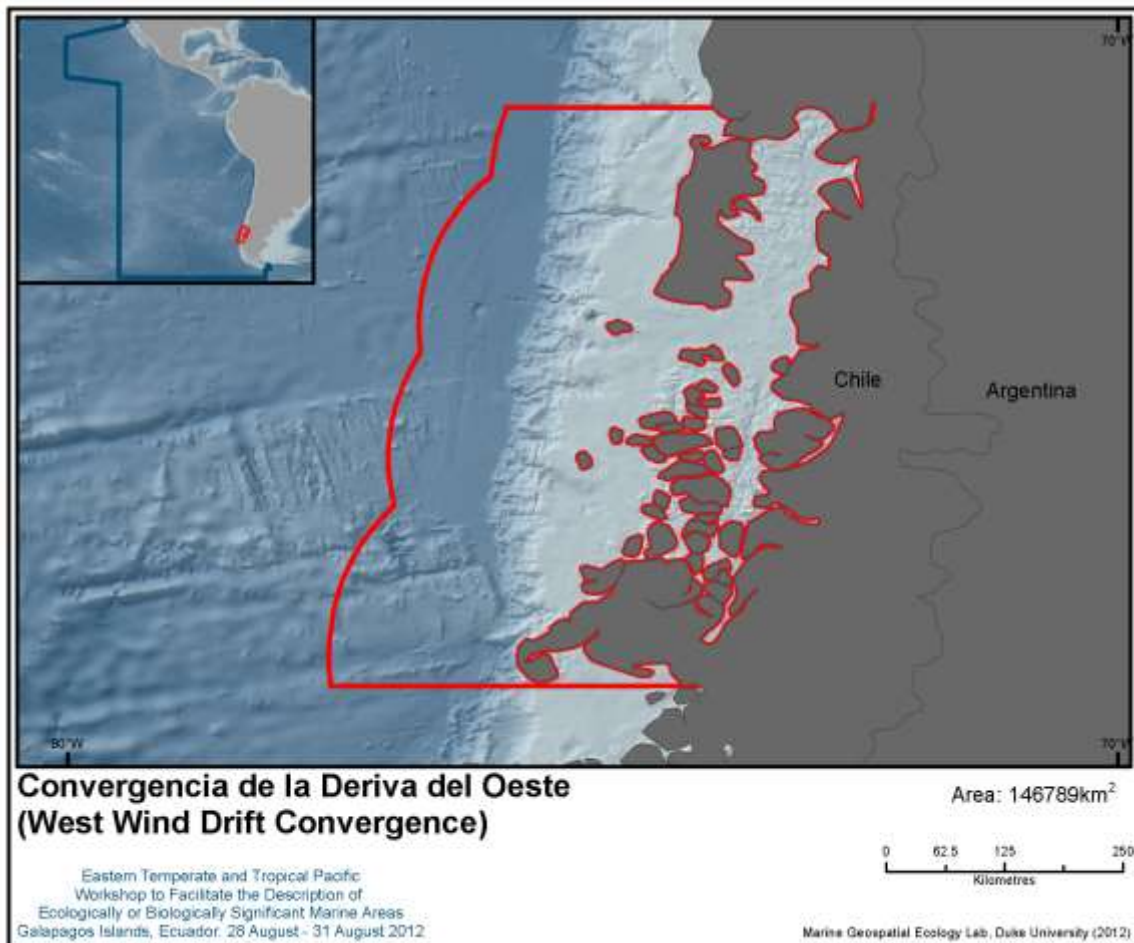 70°W
Chile
Argentina
80°W
70°W
Convergencia de la Deriva del Oeste
(West Wind Drift Convergence)
Area: 146789km²
Eastern Temperate and Tropical Pacific
Workshop to Facilitate the Description of
Ecologically or Biologically Significant Marine Areas
Galapagos Islands, Ecuador. 28 August - 31 August 2012
0 62.5 125 250
Kilometres
Marine Geospatial Ecology Lab, Duke University (2012)